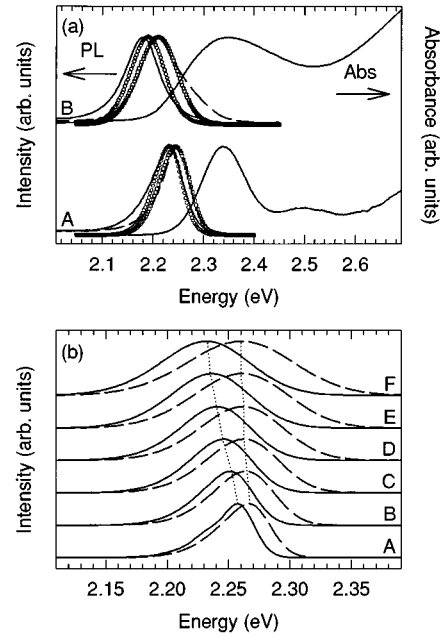 (a)
PL
Abs
B
A
Intensity (arb. units)
Absorbance (arb. units)
2.1 2.2 2.3 2.4 2.5 2.6
Energy (eV)
(b)
F
E
D
C
B
A
Intensity (arb. units)
2.15 2.20 2.25 2.30 2.35
Energy (eV)